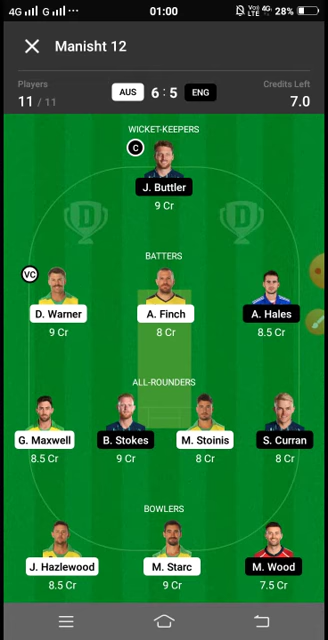 4G G ... 01:00 Vo) LTE 4G 28%
Manisht 12
Players Credits Left
11 / 11 AUS 6 : 5 ENG 7.0
WICKET-KEEPERS
C
J. Buttler
9 Cr
D D
BATTERS
VC
D. Warner A. Finch A. Hales
9 Cr 8 Cr 8.5 Cr
ALL-ROUNDERS
G. Maxwell B. Stokes M. Stoinis S. Curran
8.5 Cr 9 Cr 8 Cr 8 Cr
BOWLERS
J. Hazlewood M. Starc M. Wood
8.5 Cr 9 Cr 7.5 Cr